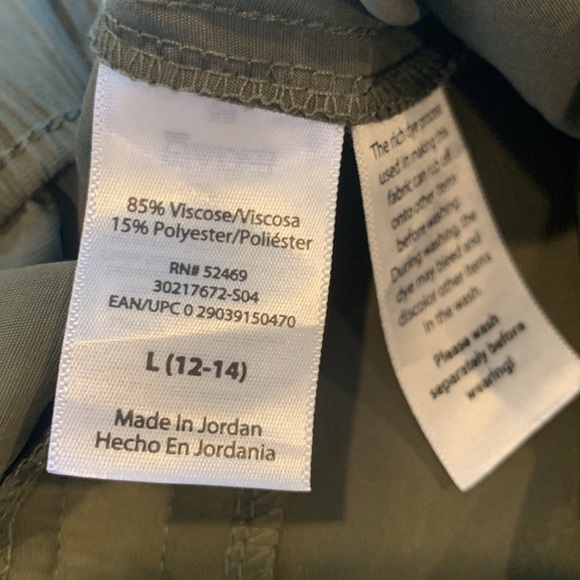 85% Viscose/Viscosa
15% Polyester/Poliéster
RN# 52469
30217672-S04
EAN/UPC 0 29039150470
L (12-14)
Made In Jordan
Hecho En Jordania
The rich dye process
used in making this
fabric can rub off
onto other items
before washing.
During washing, the
dye may bleed and
discolor other items
in the wash.
Please wash
separately before
wearing!